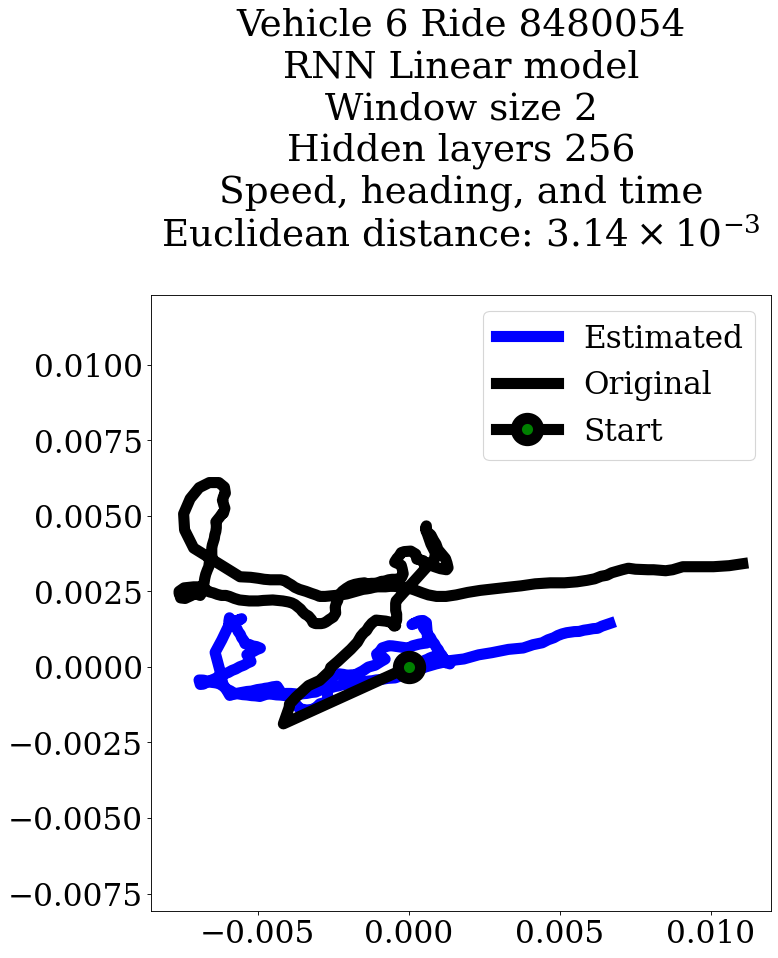 Vehicle 6 Ride 8480054
RNN Linear model
Window size 2
Hidden layers 256
Speed, heading, and time
Euclidean distance: 3.14 × 10⁻³
Estimated
Original
Start
0.0100
0.0075
0.0050
0.0025
0.0000
−0.0025
−0.0050
−0.0075
−0.005 0.000 0.005 0.010